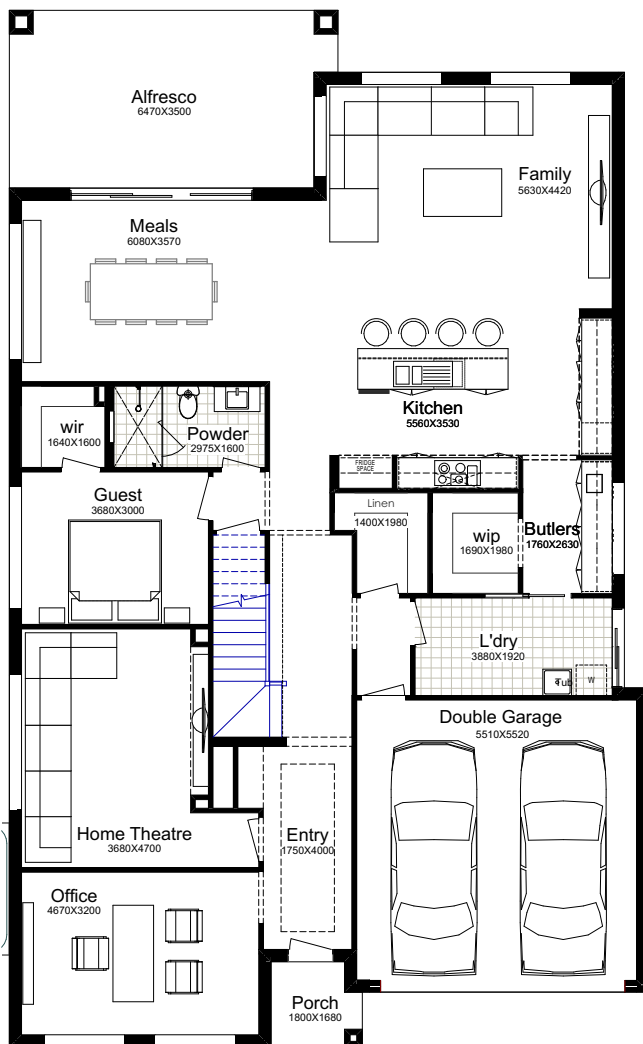 Alfresco
6470X3500
Family
5630X4420
Meals
6080X3570
Kitchen
5560X3530
wir
1640X1600
Powder
2975X1600
FRIDGE
SPACE
Guest
3680X3000
Linen
1400X1980
wip
1690X1980
Butlers
1760X2630
L'dry
3880X1920
Tub
W
Double Garage
5510X5520
Home Theatre
3680X4700
Entry
1750X4000
Office
4670X3200
Porch
1800X1680